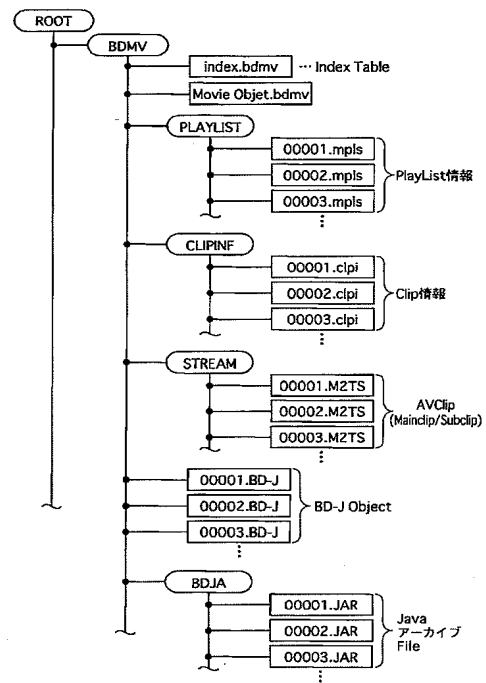 ROOT
BDMV
index.bdmv … Index Table
Movie Objet.bdmv
PLAYLIST
00001.mpls
00002.mpls
00003.mpls
PlayList情報
CLIPINF
00001.clpi
00002.clpi
00003.clpi
Clip情報
STREAM
00001.M2TS
00002.M2TS
00003.M2TS
AVClip
(Mainclip/Subclip)
00001.BD-J
00002.BD-J
00003.BD-J
BD-J Object
BDJA
00001.JAR
00002.JAR
00003.JAR
Java
アーカイブ
File